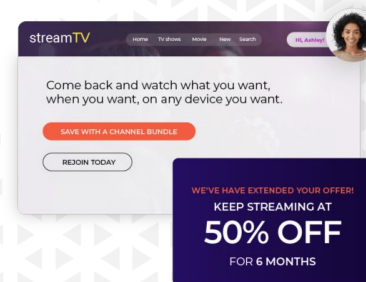 streamTV
Home TV shows Movie New Search
Hi, Ashley!
Come back and watch what you want,
when you want, on any device you want.
SAVE WITH A CHANNEL BUNDLE
REJOIN TODAY
WE'VE HAVE EXTENDED YOUR OFFER!
KEEP STREAMING AT
50% OFF
FOR 6 MONTHS